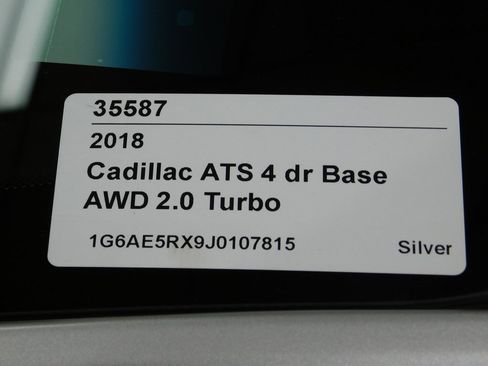 35587
2018
Cadillac ATS 4 dr Base
AWD 2.0 Turbo
1G6AE5RX9J0107815 Silver